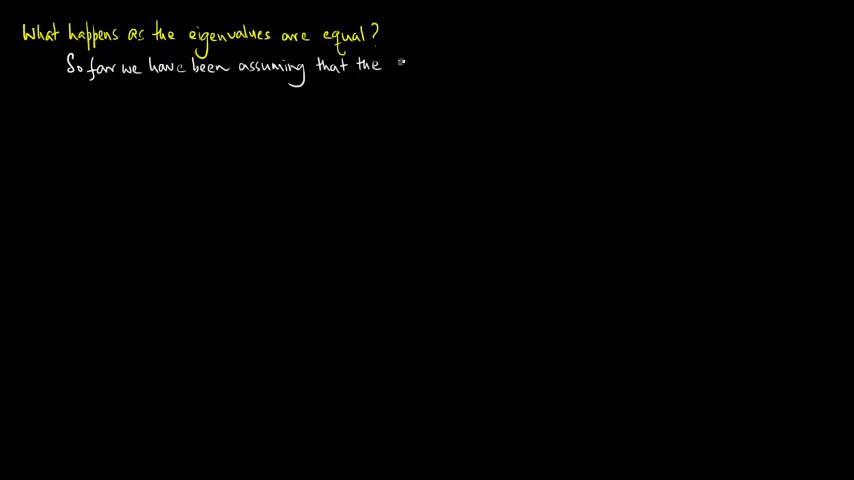 What happens as the eigenvalues are equal?
So far we have been assuming that the